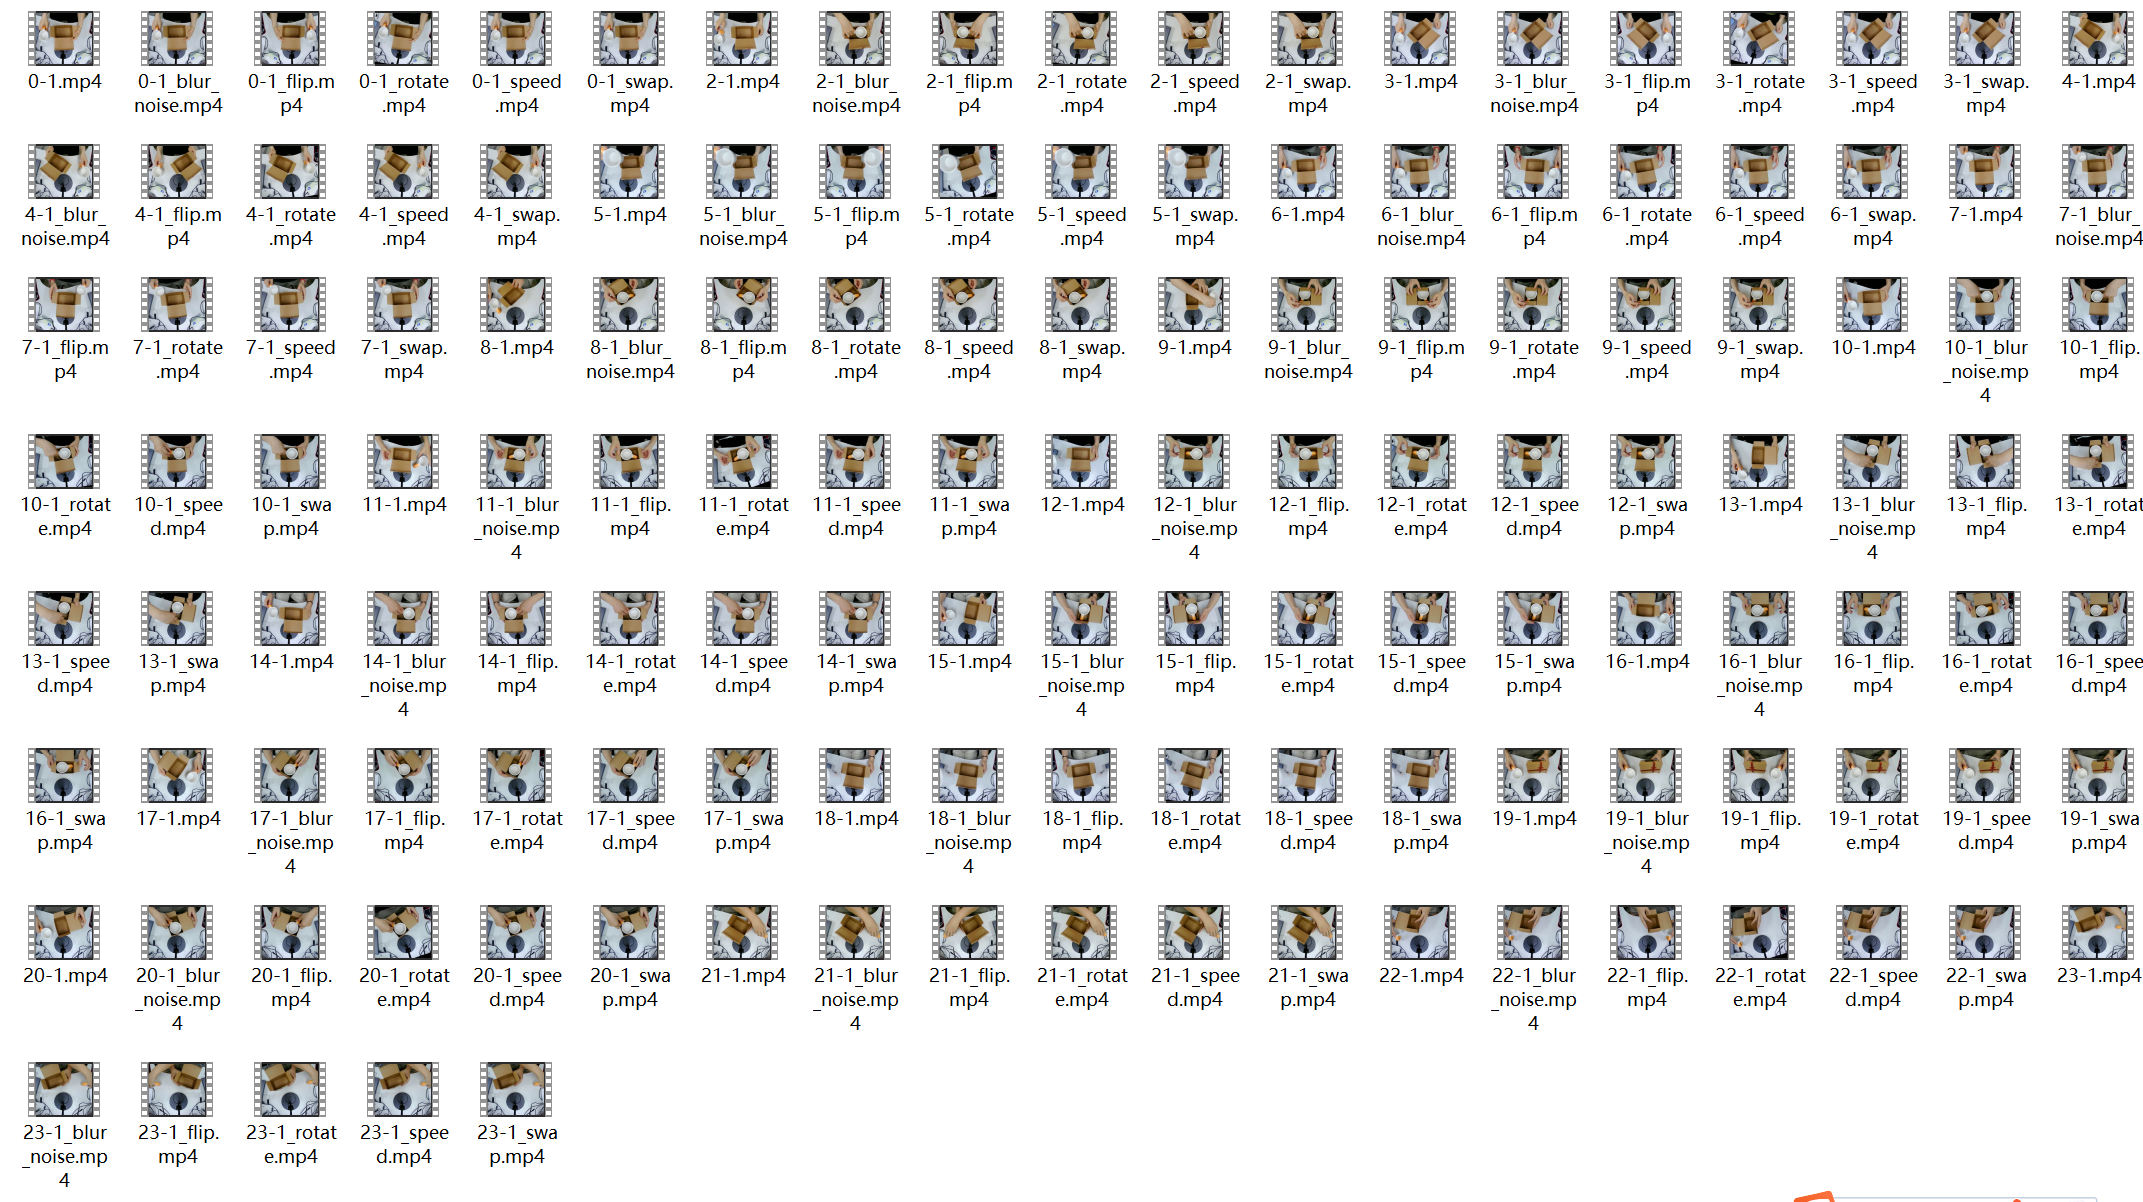 0-1.mp4 0-1_blur_ 0-1_flip.m 0-1_rotate 0-1_speed 0-1_swap. 2-1.mp4 2-1_blur_ 2-1_flip.m 2-1_rotate 2-1_speed 2-1_swap. 3-1.mp4 3-1_blur_ 3-1_flip.m 3-1_rotate 3-1_speed 3-1_swap. 4-1.mp4
noise.mp4 p4 .mp4 .mp4 mp4 noise.mp4 p4 .mp4 .mp4 mp4 noise.mp4 p4 .mp4 .mp4 mp4
4-1_blur_ 4-1_flip.m 4-1_rotate 4-1_speed 4-1_swap. 5-1.mp4 5-1_blur_ 5-1_flip.m 5-1_rotate 5-1_speed 5-1_swap. 6-1.mp4 6-1_blur_ 6-1_flip.m 6-1_rotate 6-1_speed 6-1_swap. 7-1.mp4 7-1_blur_
noise.mp4 p4 .mp4 .mp4 mp4 noise.mp4 p4 .mp4 .mp4 mp4 noise.mp4 p4 .mp4 .mp4 mp4 noise.mp4
7-1_flip.m 7-1_rotate 7-1_speed 7-1_swap. 8-1.mp4 8-1_blur_ 8-1_flip.m 8-1_rotate 8-1_speed 8-1_swap. 9-1.mp4 9-1_blur_ 9-1_flip.m 9-1_rotate 9-1_speed 9-1_swap. 10-1.mp4 10-1_blur 10-1_flip.
p4 .mp4 .mp4 mp4 noise.mp4 p4 .mp4 .mp4 mp4 noise.mp4 p4 .mp4 .mp4 mp4 _noise.mp mp4
4
10-1_rotat 10-1_spee 10-1_swa 11-1.mp4 11-1_blur 11-1_flip. 11-1_rotat 11-1_spee 11-1_swa 12-1.mp4 12-1_blur 12-1_flip. 12-1_rotat 12-1_spee 12-1_swa 13-1.mp4 13-1_blur 13-1_flip. 13-1_rotat
e.mp4 d.mp4 p.mp4 _noise.mp mp4 e.mp4 d.mp4 p.mp4 _noise.mp mp4 e.mp4 d.mp4 p.mp4 _noise.mp mp4 e.mp4
4 4 4
13-1_spee 13-1_swa 14-1.mp4 14-1_blur 14-1_flip. 14-1_rotat 14-1_spee 14-1_swa 15-1.mp4 15-1_blur 15-1_flip. 15-1_rotat 15-1_spee 15-1_swa 16-1.mp4 16-1_blur 16-1_flip. 16-1_rotat 16-1_spee
d.mp4 p.mp4 _noise.mp mp4 e.mp4 d.mp4 p.mp4 _noise.mp mp4 e.mp4 d.mp4 p.mp4 _noise.mp mp4 e.mp4 d.mp4
4 4 4
16-1_swa 17-1.mp4 17-1_blur 17-1_flip. 17-1_rotat 17-1_spee 17-1_swa 18-1.mp4 18-1_blur 18-1_flip. 18-1_rotat 18-1_spee 18-1_swa 19-1.mp4 19-1_blur 19-1_flip. 19-1_rotat 19-1_spee 19-1_swa
p.mp4 _noise.mp mp4 e.mp4 d.mp4 p.mp4 _noise.mp mp4 e.mp4 d.mp4 p.mp4 _noise.mp mp4 e.mp4 d.mp4 p.mp4
4 4 4
20-1.mp4 20-1_blur 20-1_flip. 20-1_rotat 20-1_spee 20-1_swa 21-1.mp4 21-1_blur 21-1_flip. 21-1_rotat 21-1_spee 21-1_swa 22-1.mp4 22-1_blur 22-1_flip. 22-1_rotat 22-1_spee 22-1_swa 23-1.mp4
_noise.mp mp4 e.mp4 d.mp4 p.mp4 _noise.mp mp4 e.mp4 d.mp4 p.mp4 _noise.mp mp4 e.mp4 d.mp4 p.mp4
4 4 4
23-1_blur 23-1_flip. 23-1_rotat 23-1_spee 23-1_swa
_noise.mp mp4 e.mp4 d.mp4 p.mp4
4